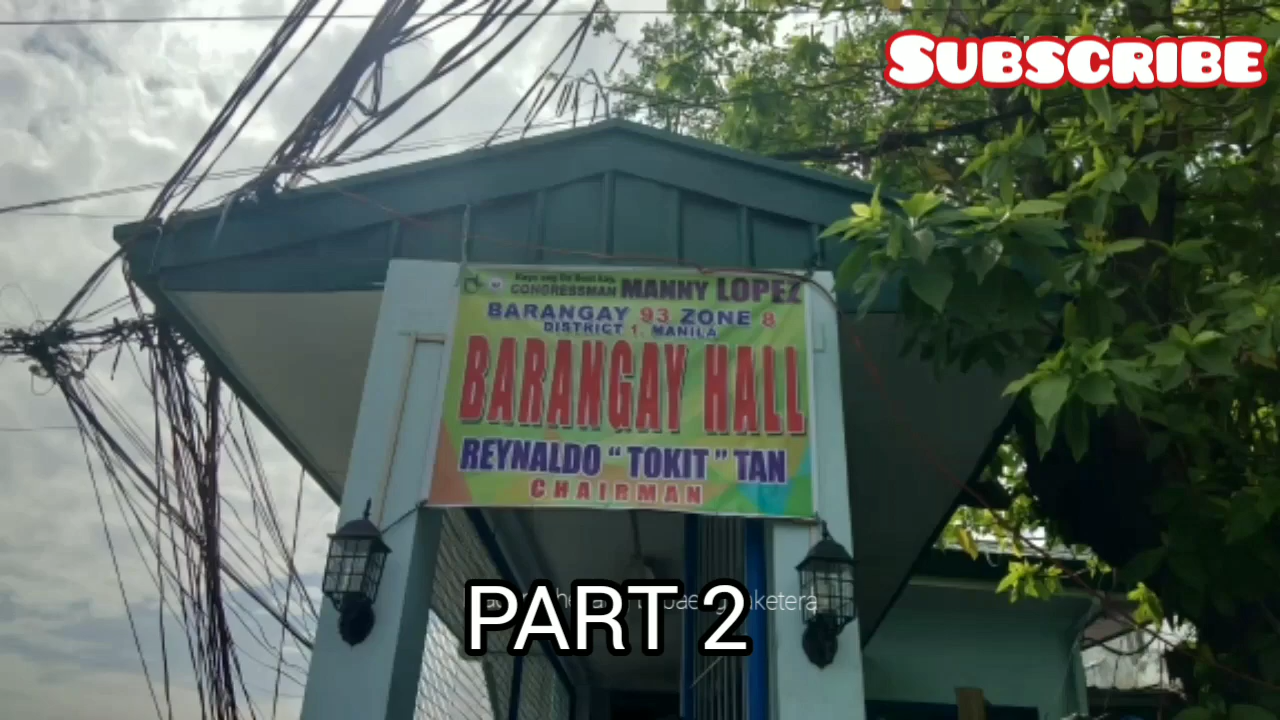 SUBSCRIBE
CONGRESSMAN MANNY LOPEZ
BARANGAY 93 ZONE 8
DISTRICT 1, MANILA
BARANGAY HALL
REYNALDO "TOKIT" TAN
CHAIRMAN
PART 2